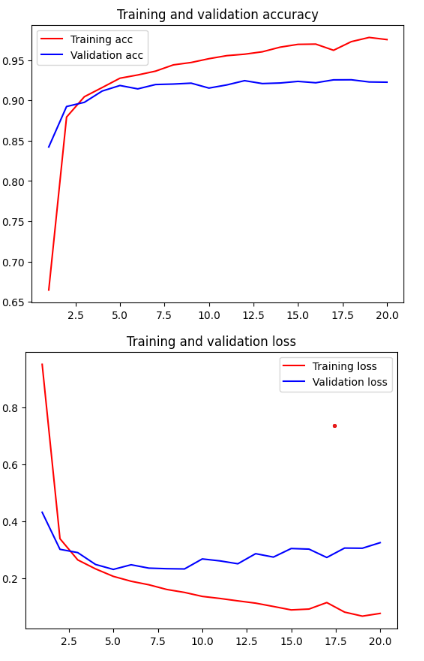 Training and validation accuracy
Training acc
Validation acc
0.95
0.90
0.85
0.80
0.75
0.70
0.65
2.5 5.0 7.5 10.0 12.5 15.0 17.5 20.0
Training and validation loss
Training loss
Validation loss
0.8
0.6
0.4
0.2
2.5 5.0 7.5 10.0 12.5 15.0 17.5 20.0